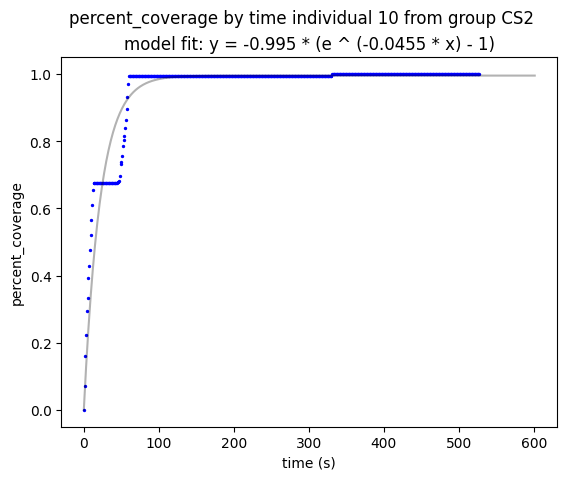 percent_coverage by time individual 10 from group CS2
model fit: y = -0.995 * (e ^ (-0.0455 * x) - 1)
1.0
0.8
0.6
0.4
0.2
0.0
percent_coverage
0 100 200 300 400 500 600
time (s)